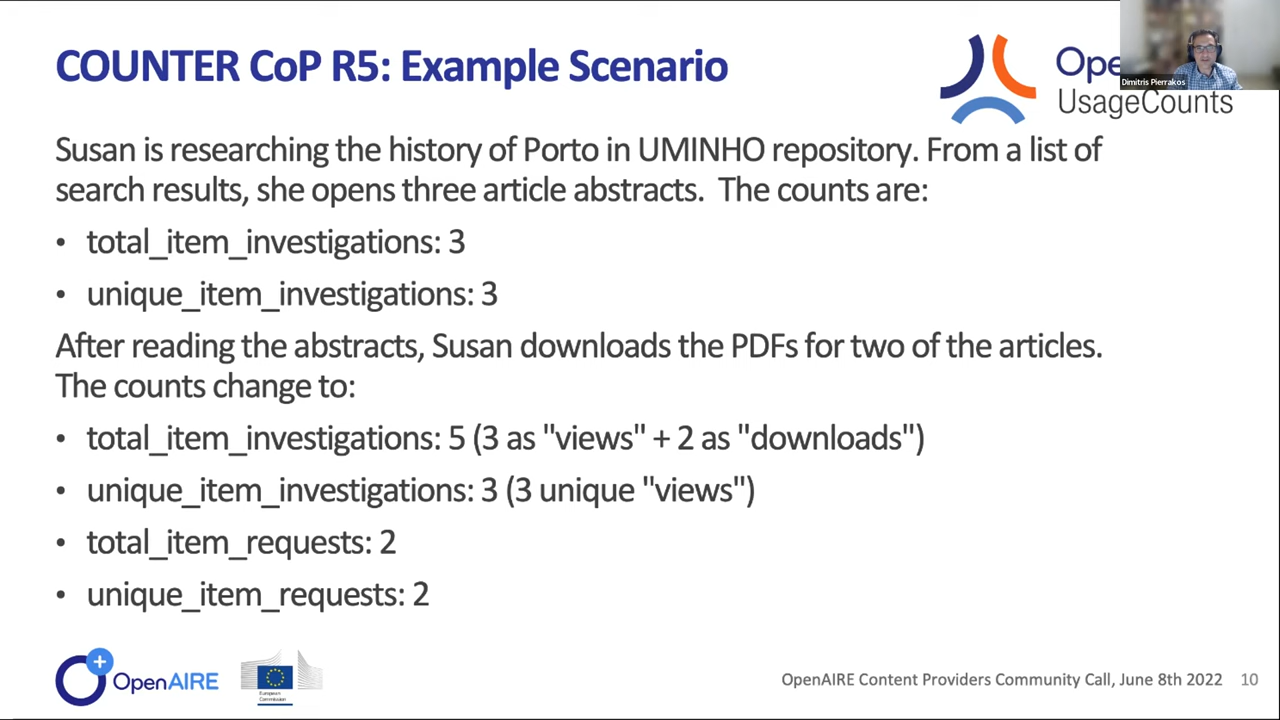 COUNTER CoP R5: Example Scenario
Ope
UsageCounts
Dimitris Pierrakos
Susan is researching the history of Porto in UMINHO repository. From a list of
search results, she opens three article abstracts. The counts are:
• total_item_investigations: 3
• unique_item_investigations: 3
After reading the abstracts, Susan downloads the PDFs for two of the articles.
The counts change to:
• total_item_investigations: 5 (3 as "views" + 2 as "downloads")
• unique_item_investigations: 3 (3 unique "views")
• total_item_requests: 2
• unique_item_requests: 2
OpenAIRE
European
Commission
OpenAIRE Content Providers Community Call, June 8th 2022 10